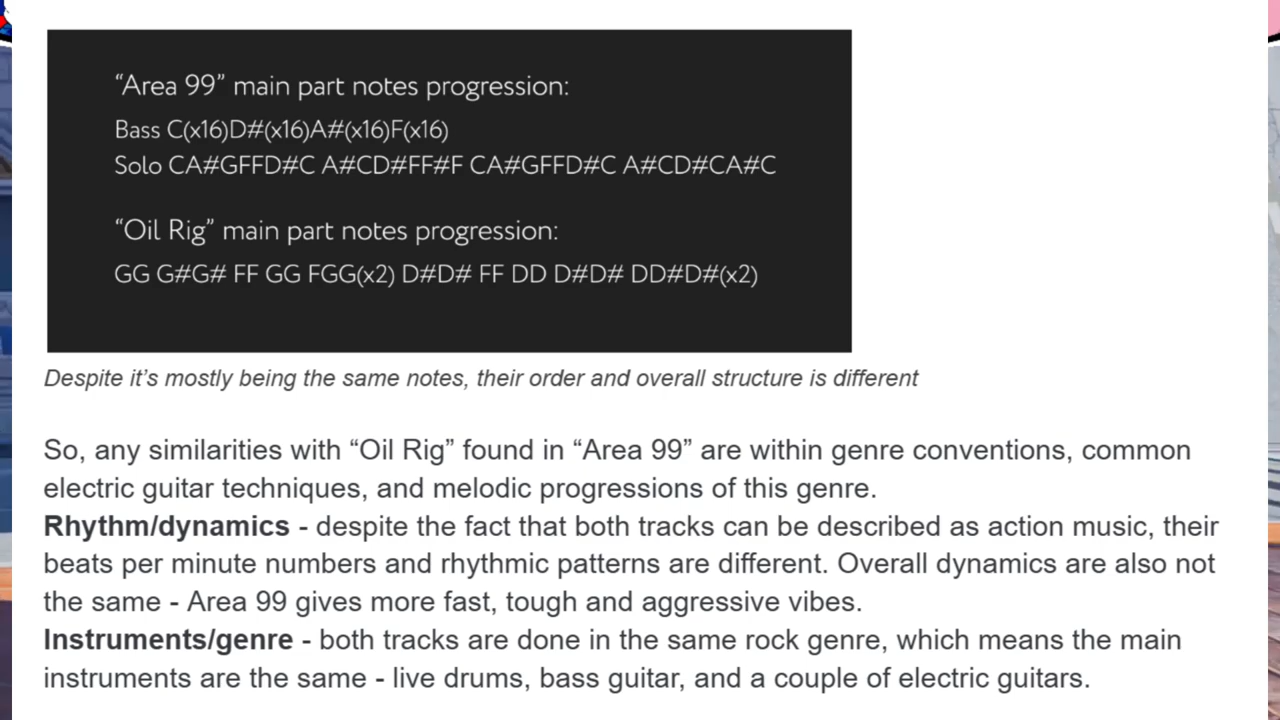 “Area 99” main part notes progression:
Bass C(x16)D#(x16)A#(x16)F(x16)
Solo CA#GFFD#C A#CD#FF#F CA#GFFD#C A#CD#CA#C
“Oil Rig” main part notes progression:
GG G#G# FF GG FGG(x2) D#D# FF DD D#D# DD#D#(x2)
Despite it’s mostly being the same notes, their order and overall structure is different
So, any similarities with “Oil Rig” found in “Area 99” are within genre conventions, common
electric guitar techniques, and melodic progressions of this genre.
Rhythm/dynamics - despite the fact that both tracks can be described as action music, their
beats per minute numbers and rhythmic patterns are different. Overall dynamics are also not
the same - Area 99 gives more fast, tough and aggressive vibes.
Instruments/genre - both tracks are done in the same rock genre, which means the main
instruments are the same - live drums, bass guitar, and a couple of electric guitars.